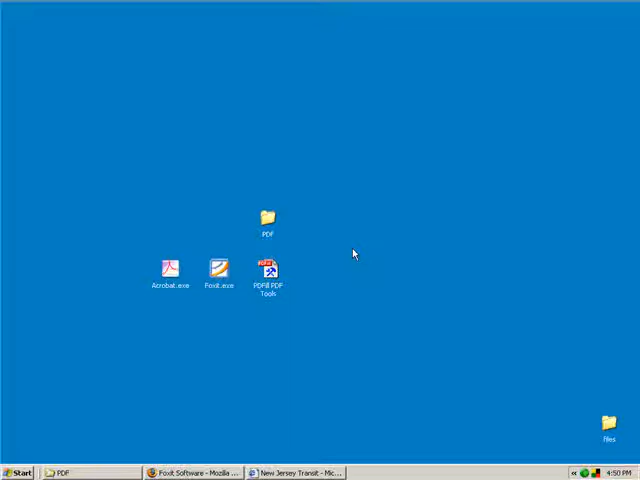 PDF
Acrobat.exe
Foxit.exe
PDFill PDF
Tools
files
Start
PDF
Foxit Software - Mozilla ...
New Jersey Transit - Mic...
«
4:50 PM